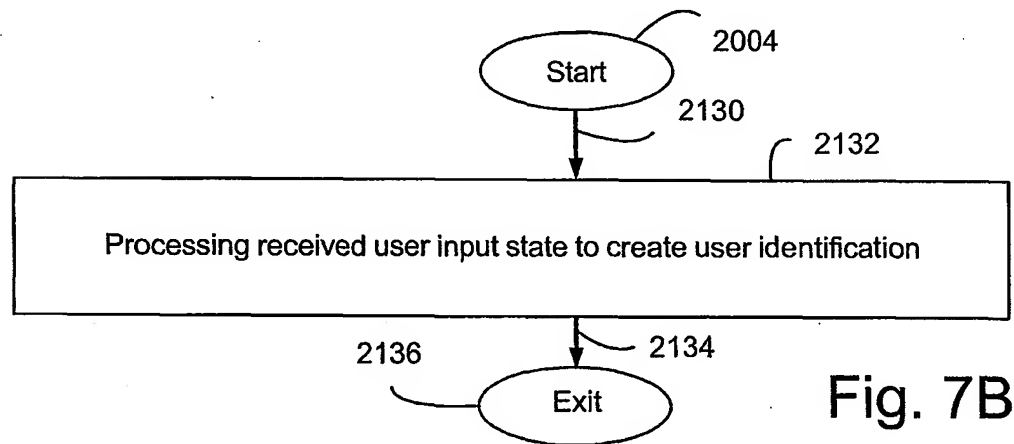 2004
Start
2130
2132
Processing received user input state to create user identification
2134
2136
Exit
Fig. 7B